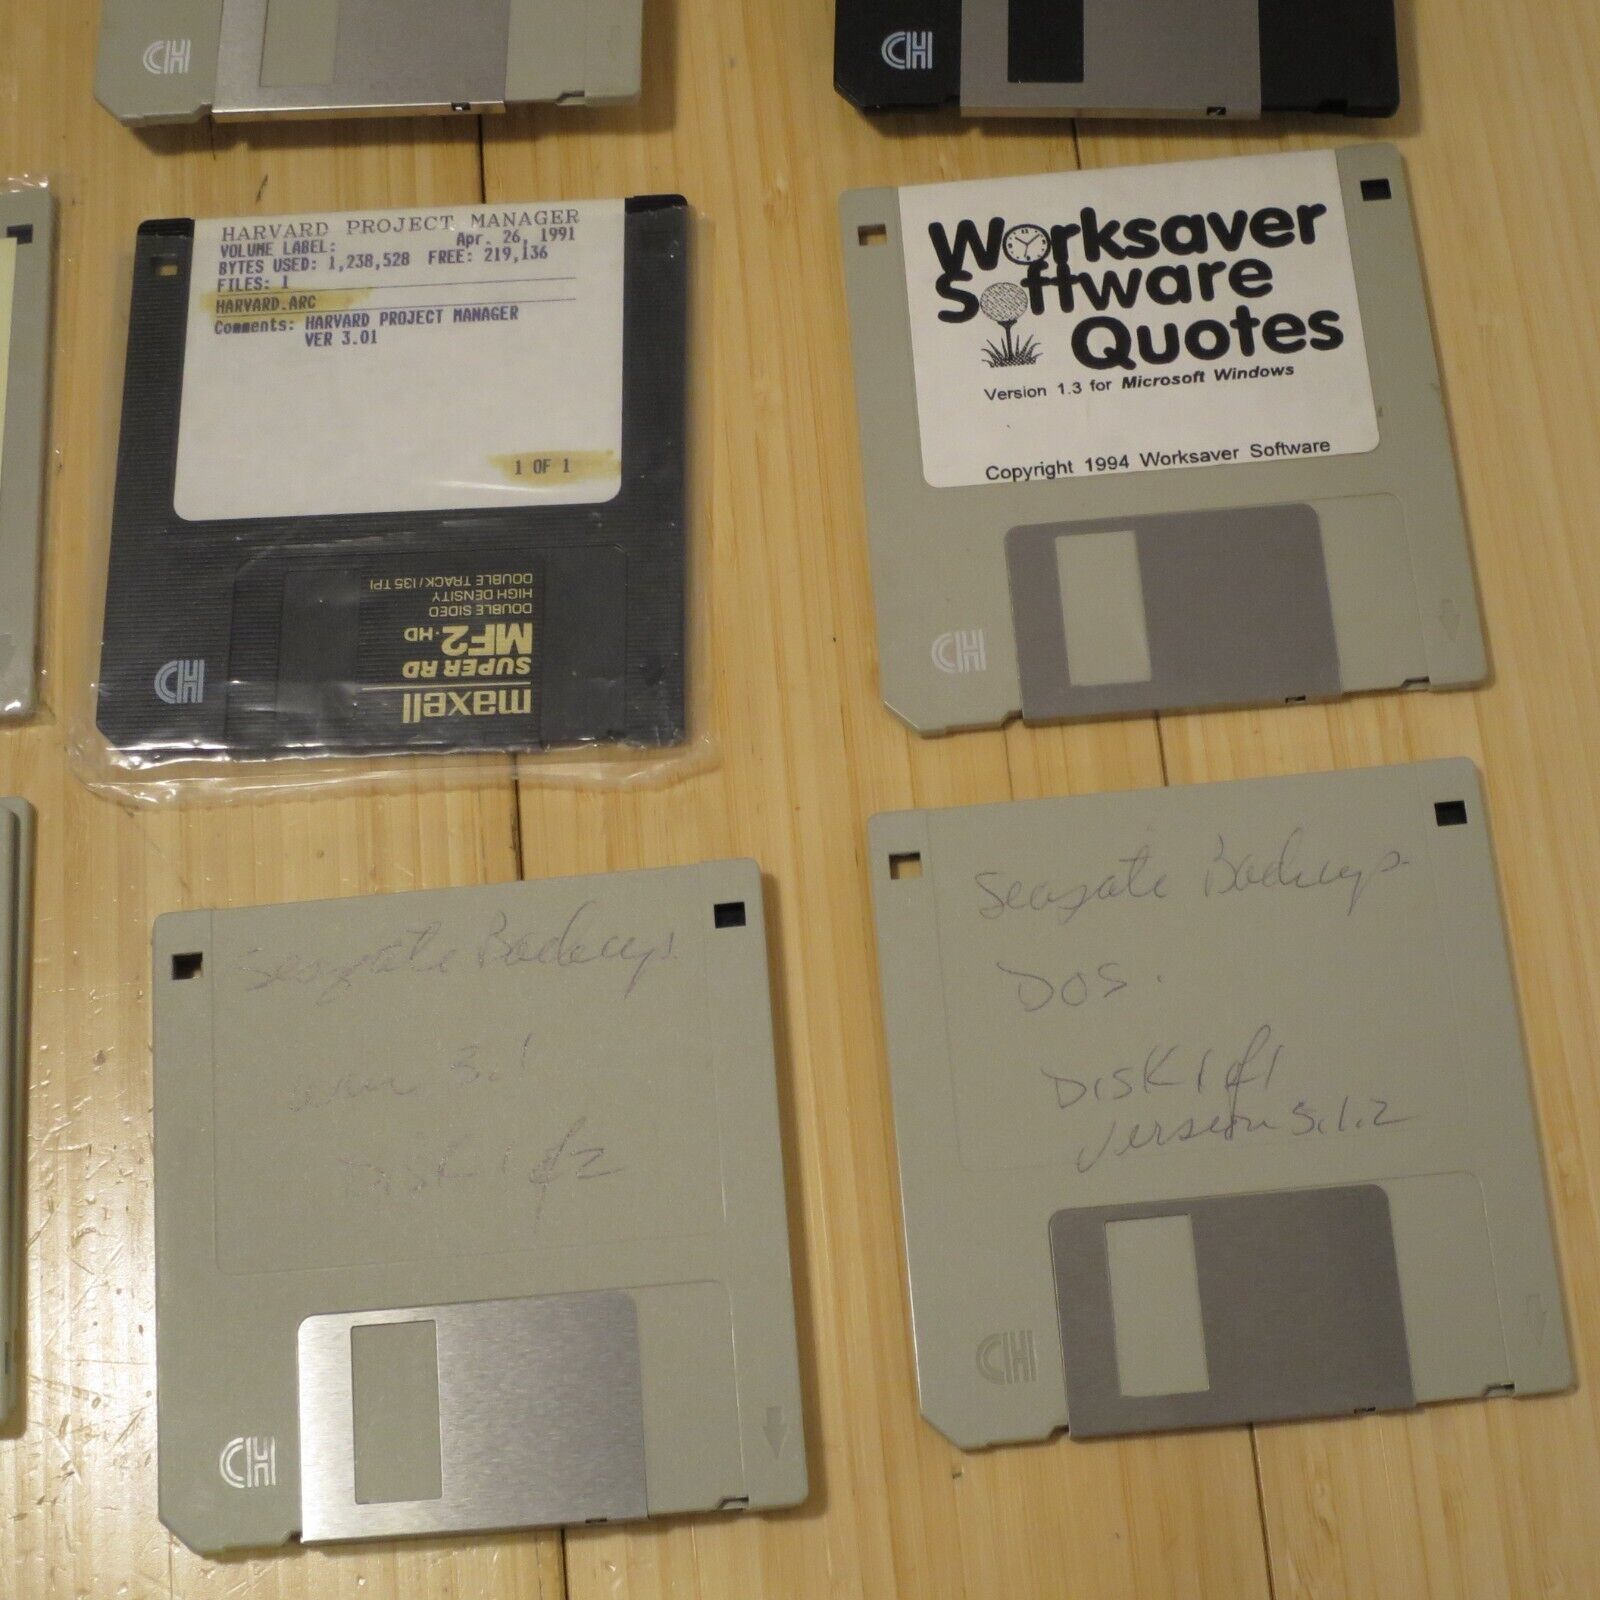 HARVARD PROJECT MANAGER
VOLUME LABEL: Apr. 26, 1991
BYTES USED: 1,238,528 FREE: 219,136
FILES: 1
HARVARD.ARC
Comments: HARVARD PROJECT MANAGER
VER 3.01
1 OF 1
maxell
SUPER RD
MF2-HD
DOUBLE SIDED
HIGH DENSITY
DOUBLE TRACK/135 TPI
Worksaver
Software
Quotes
Version 1.3 for Microsoft Windows
Copyright 1994 Worksaver Software
Seagate Backup
Win 3.1
Disk 1 of 2
Seagate Backup
DOS.
Disk 1 of 1
Version 5.1.2